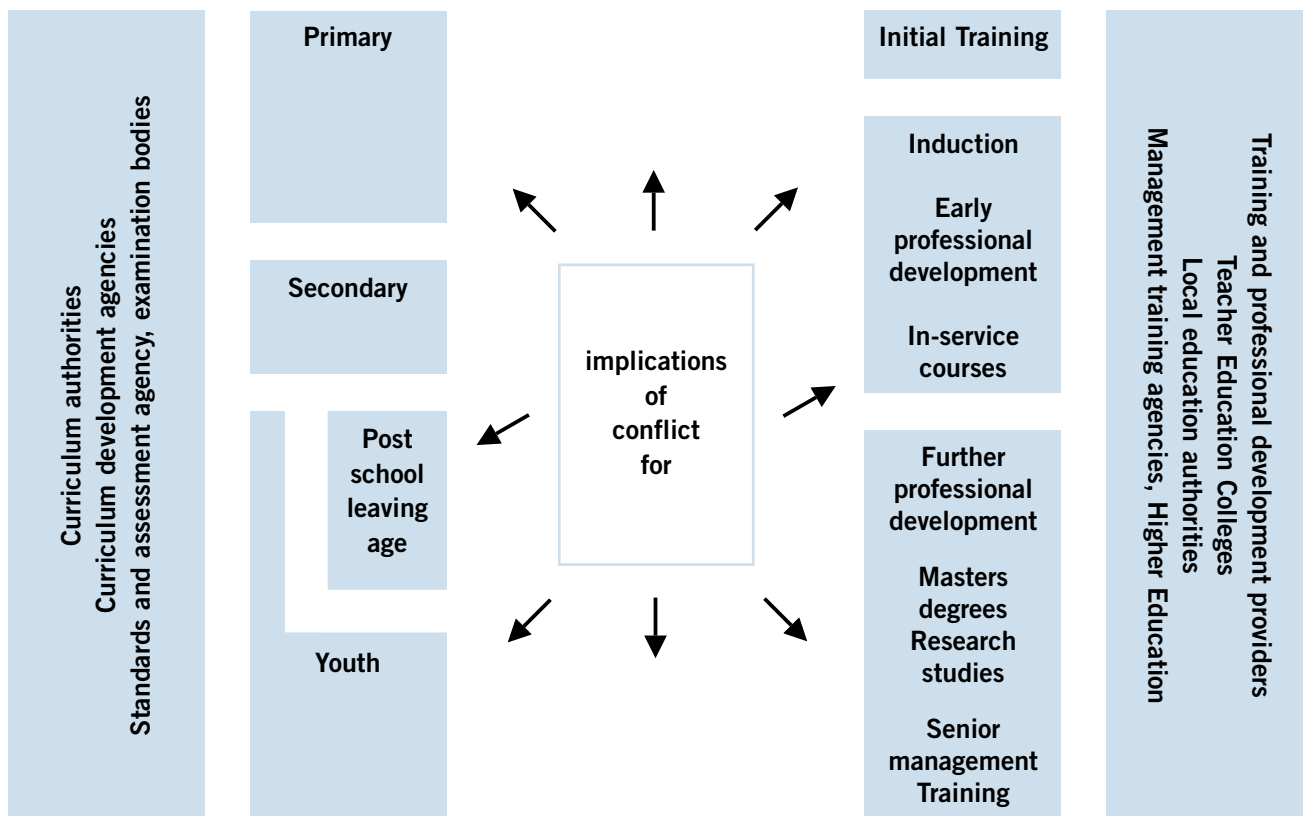 Curriculum authorities
Curriculum development agencies
Standards and assessment agency, examination bodies
Primary
Secondary
Post
school
leaving
age
Youth
implications
of
conflict
for
Initial Training
Induction
Early
professional
development
In-service
courses
Further
professional
development
Masters
degrees
Research
studies
Senior
management
Training
Training and professional development providers
Teacher Education Colleges
Local education authorities
Management training agencies, Higher Education